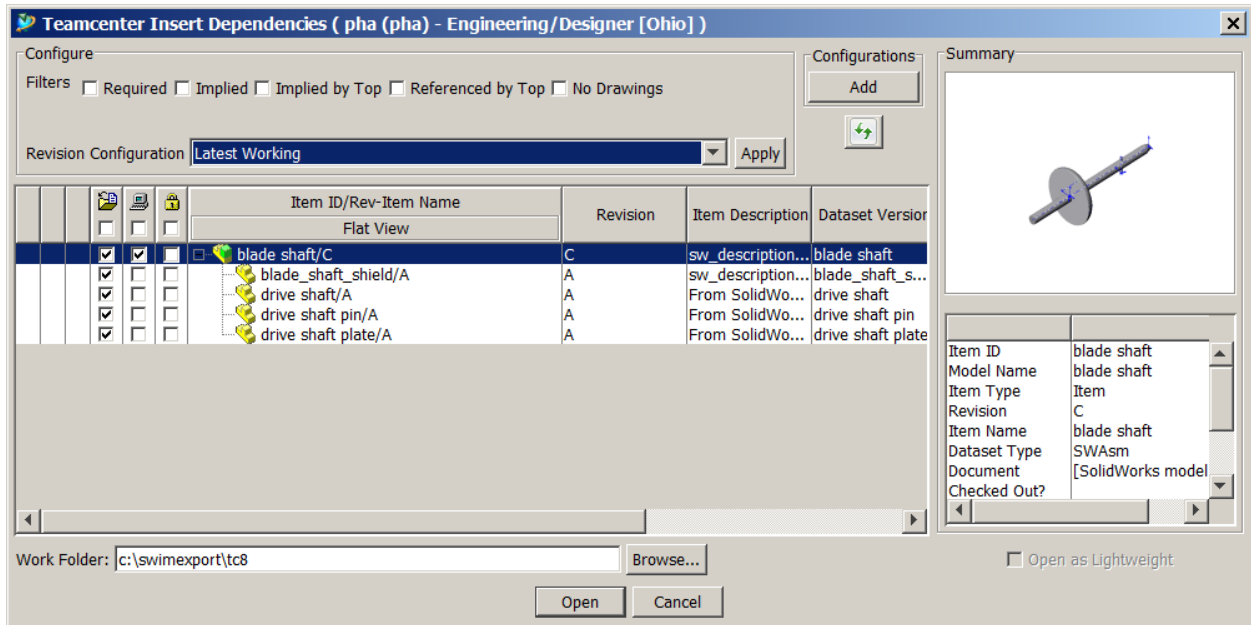 Teamcenter Insert Dependencies ( pha (pha) - Engineering/Designer [Ohio] )
Configure
Filters Required Implied Implied by Top Referenced by Top No Drawings
Revision Configuration Latest Working Apply
Configurations
Add
Summary
Item ID/Rev-Item Name Revision Item Description Dataset Version
Flat View
blade shaft/C C sw_description... blade shaft
blade_shaft_shield/A A sw_description... blade_shaft_s...
drive shaft/A A From SolidWo... drive shaft
drive shaft pin/A A From SolidWo... drive shaft pin
drive shaft plate/A A From SolidWo... drive shaft plate
Item ID blade shaft
Model Name blade shaft
Item Type Item
Revision C
Item Name blade shaft
Dataset Type SWAsm
Document [SolidWorks model
Checked Out?
Work Folder: c:\swimexport\tc8 Browse...
Open as Lightweight
Open Cancel